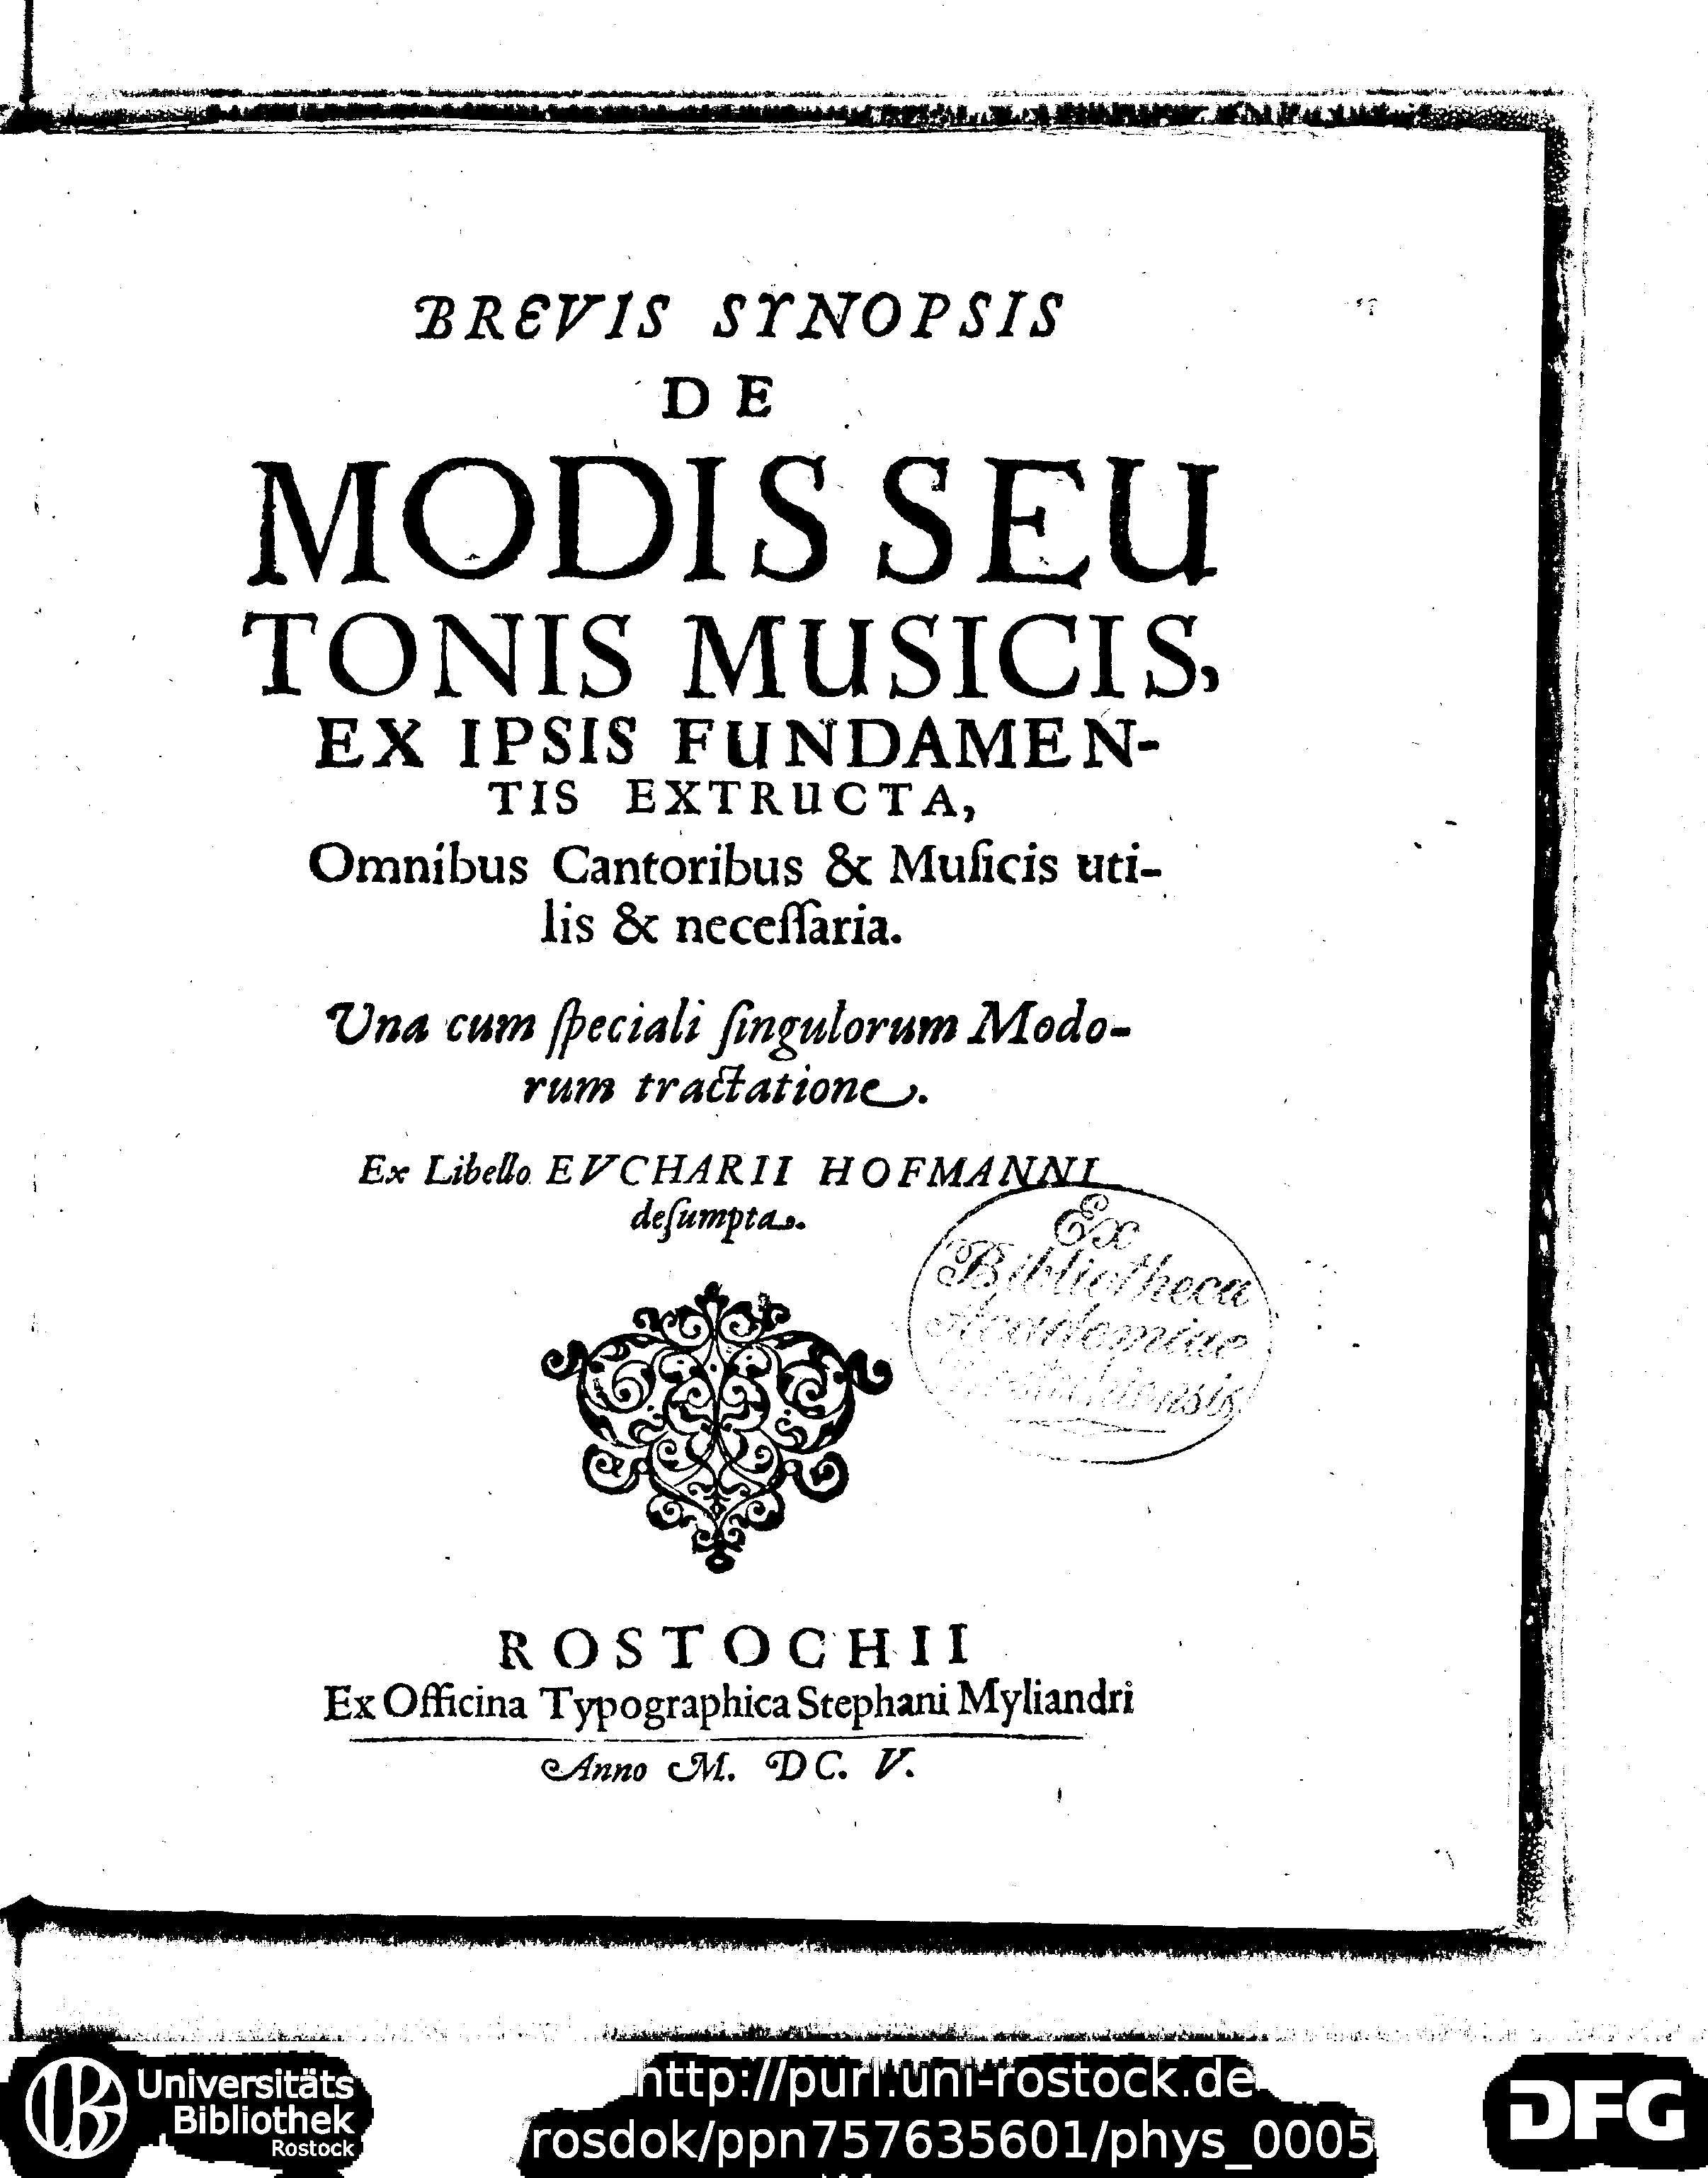 BREVIS SYNOPSIS
DE
MODIS SEU
TONIS MUSICIS,
EX IPSIS FUNDAMEN-
TIS EXTRUCTA,
Omnibus Cantoribus & Muſicis uti-
lis & neceſſaria.
Una cum ſpeciali ſingulorum Modo-
rum tractatione.
Ex Libello EVCHARII HOFMANNI
deſumpta.
Ex
Bibliotheca
Academiae
Rostochiensis
ROSTOCHII
Ex Officina Typographica Stephani Myliandri
Anno M. DC. V.
Universitäts
Bibliothek
Rostock
http://purl.uni-rostock.de
/rosdok/ppn757635601/phys_0005
DFG